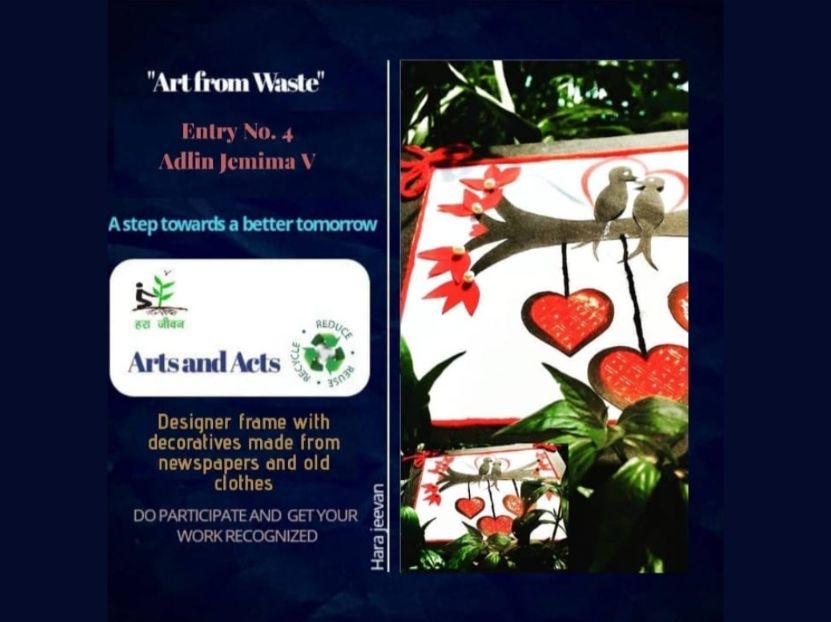 "Art from Waste"
Entry No. 4
Adlin Jemima V
A step towards a better tomorrow
हरा जीवन
Arts and Acts
REDUCE
REUSE
RECYCLE
Designer frame with
decoratives made from
newspapers and old
clothes
DO PARTICIPATE AND GET YOUR
WORK RECOGNIZED
Hara Jeevan